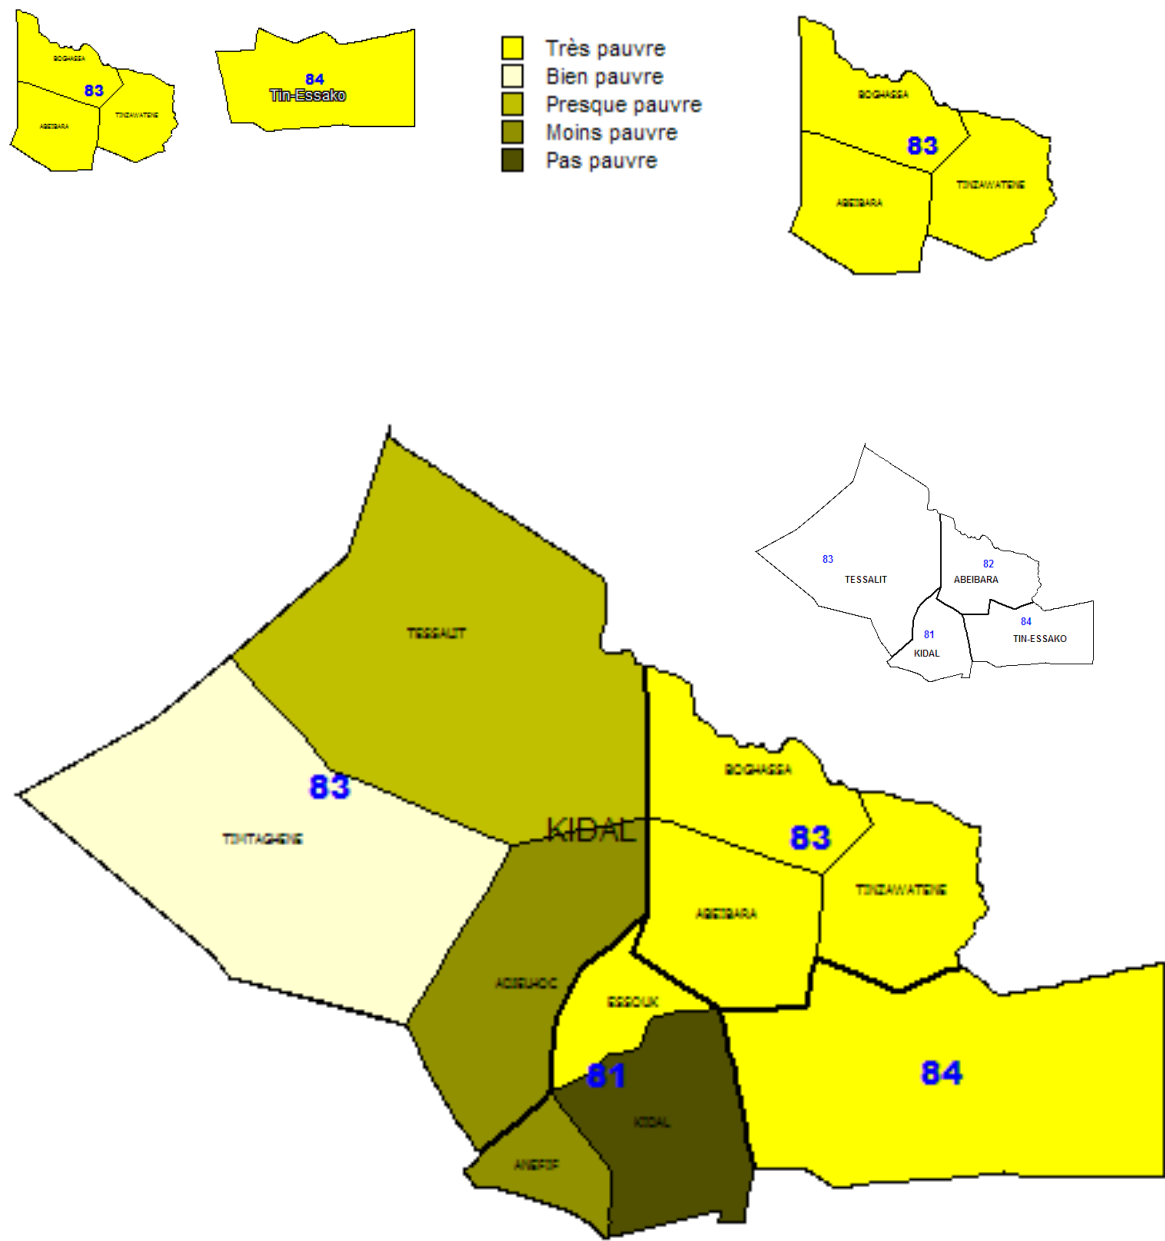 BOGHASSA
83
ABEIBARA
TINZAWATENE
84
Tin-Essako
Très pauvre
Bien pauvre
Presque pauvre
Moins pauvre
Pas pauvre
BOGHASSA
83
ABEIBARA
TINZAWATENE
83
TESSALIT
82
ABEIBARA
84
TIN-ESSAKO
81
KIDAL
TESSALIT
BOGHASSA
83
TIMTAGHENE
KIDAL
83
TINZAWATENE
ABEIBARA
ADJELHOC
ESSOUK
81
84
KIDAL
ANEFIF